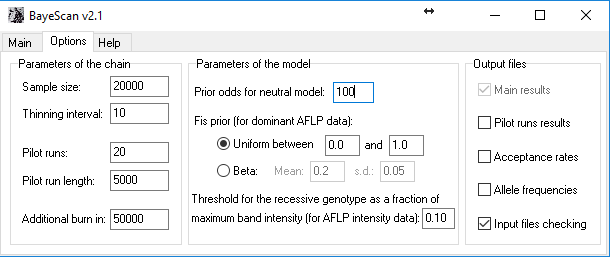 BayeScan v2.1
Main Options Help
Parameters of the chain
Sample size: 20000
Thinning interval: 10
Pilot runs: 20
Pilot run length: 5000
Additional burn in: 50000
Parameters of the model
Prior odds for neutral model: 100
Fis prior (for dominant AFLP data):
Uniform between 0.0 and 1.0
Beta: Mean: 0.2 s.d.: 0.05
Threshold for the recessive genotype as a fraction of
maximum band intensity (for AFLP intensity data): 0.10
Output files
Main results
Pilot runs results
Acceptance rates
Allele frequencies
Input files checking